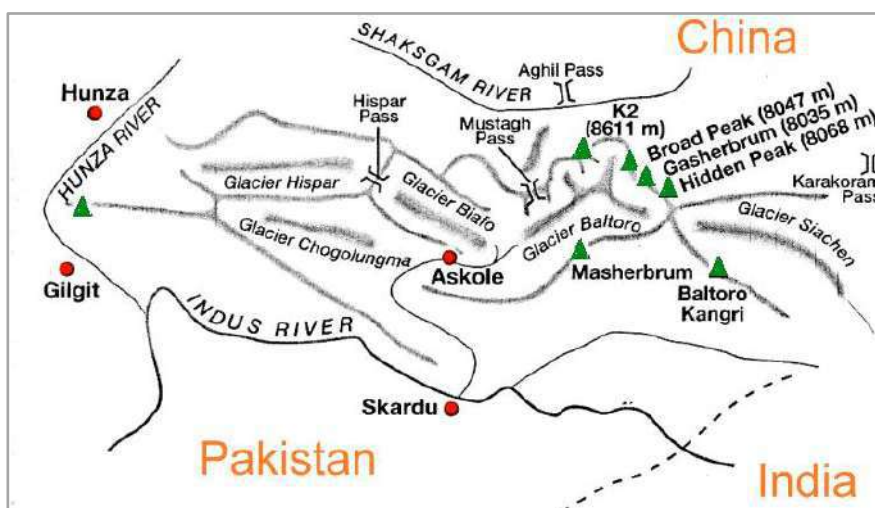 China
SHAKSGAM RIVER
Aghil Pass
Hunza
HUNZA RIVER
Hispar
Pass
Mustagh
Pass
K2
(8611 m)
Broad Peak (8047 m)
Gasherbrum (8035 m)
Hidden Peak (8068 m)
Karakoram
Pass
Glacier Hispar
Glacier Biafo
Glacier Chogolungma
Glacier Baltoro
Glacier Siachen
Askole
Masherbrum
Baltoro
Kangri
Gilgit
INDUS RIVER
Skardu
Pakistan
India